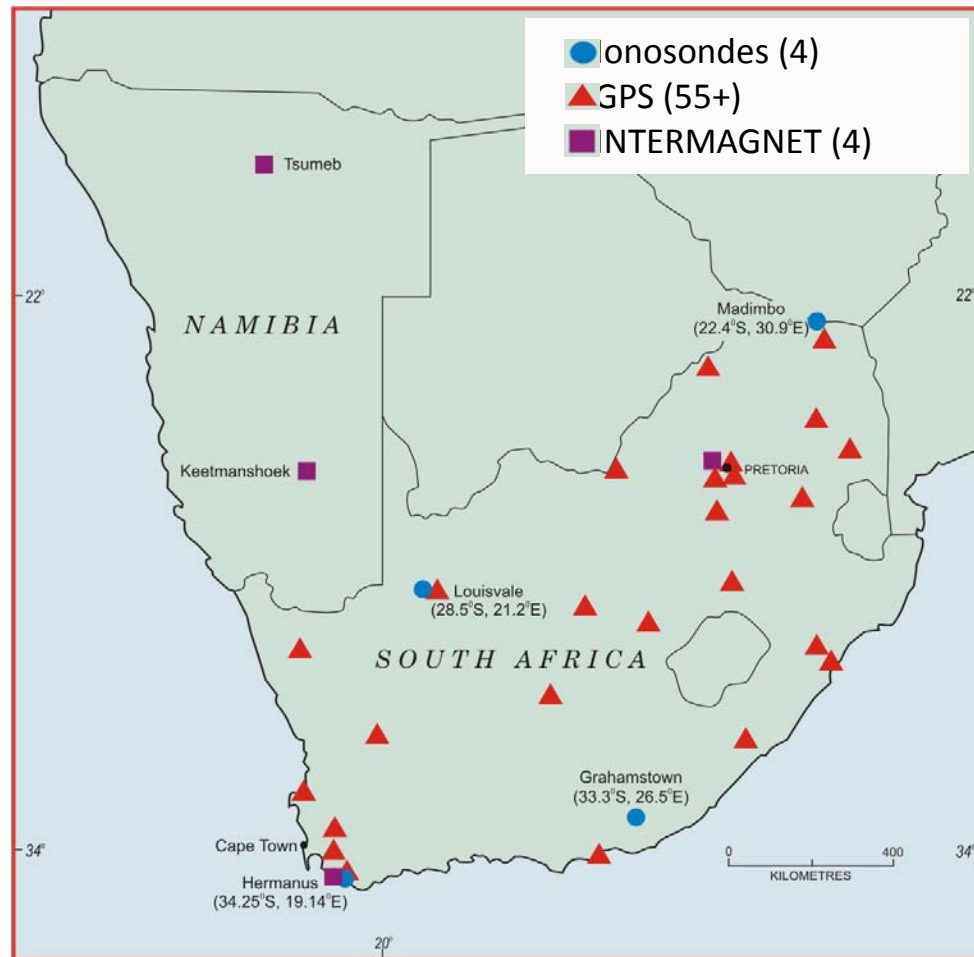 Ionosondes (4)
GPS (55+)
INTERMAGNET (4)
Tsumeb
22°
22°
NAMIBIA
Madimbo
(22.4°S, 30.9°E)
Keetmanshoek
PRETORIA
Louisvale
(28.5°S, 21.2°E)
SOUTH AFRICA
Grahamstown
(33.3°S, 26.5°E)
Cape Town
34°
34°
0 400
KILOMETRES
Hermanus
(34.25°S, 19.14°E)
20°